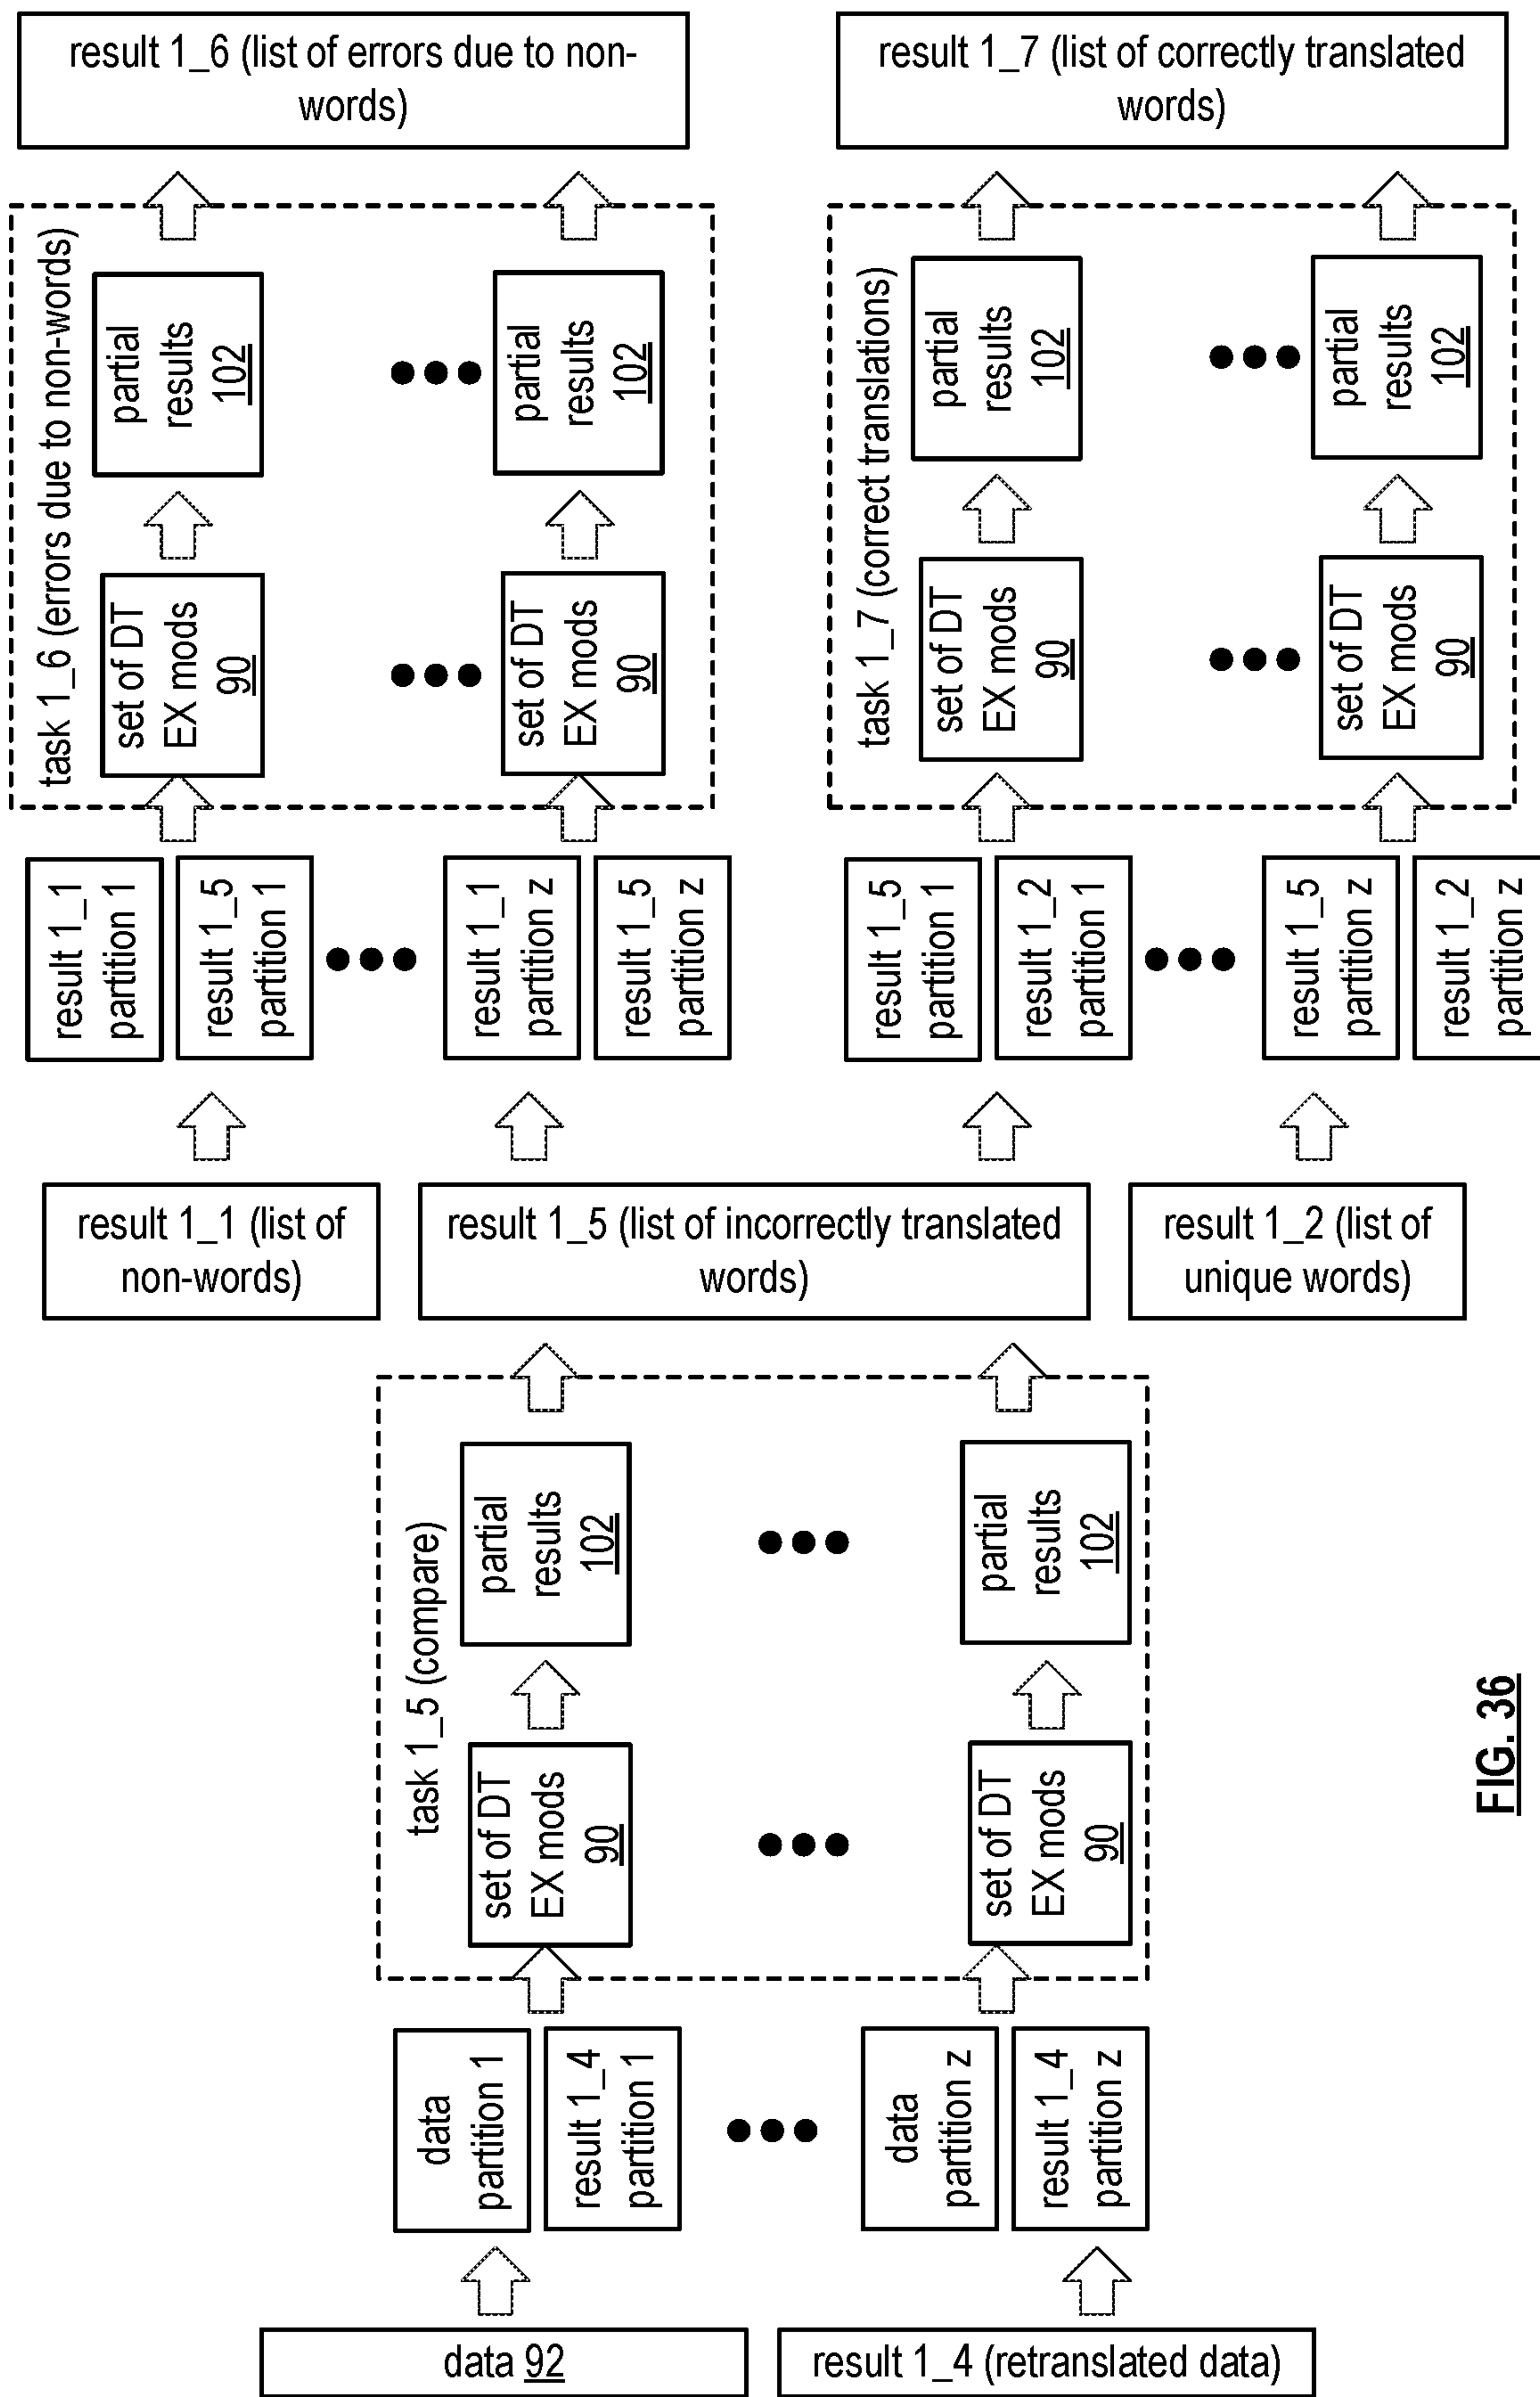 data 92
result 1_4 (retranslated data)
data
partition 1
result 1_4
partition 1
data
partition z
result 1_4
partition z
task 1_5 (compare)
set of DT
EX mods
90
partial
results
102
set of DT
EX mods
90
partial
results
102
result 1_1 (list of
non-words)
result 1_5 (list of incorrectly translated
words)
result 1_2 (list of
unique words)
result 1_1
partition 1
result 1_5
partition 1
result 1_1
partition z
result 1_5
partition z
result 1_5
partition 1
result 1_2
partition 1
result 1_5
partition z
result 1_2
partition z
task 1_6 (errors due to non-words)
set of DT
EX mods
90
partial
results
102
set of DT
EX mods
90
partial
results
102
task 1_7 (correct translations)
set of DT
EX mods
90
partial
results
102
set of DT
EX mods
90
partial
results
102
result 1_6 (list of errors due to non-
words)
result 1_7 (list of correctly translated
words)
FIG. 36